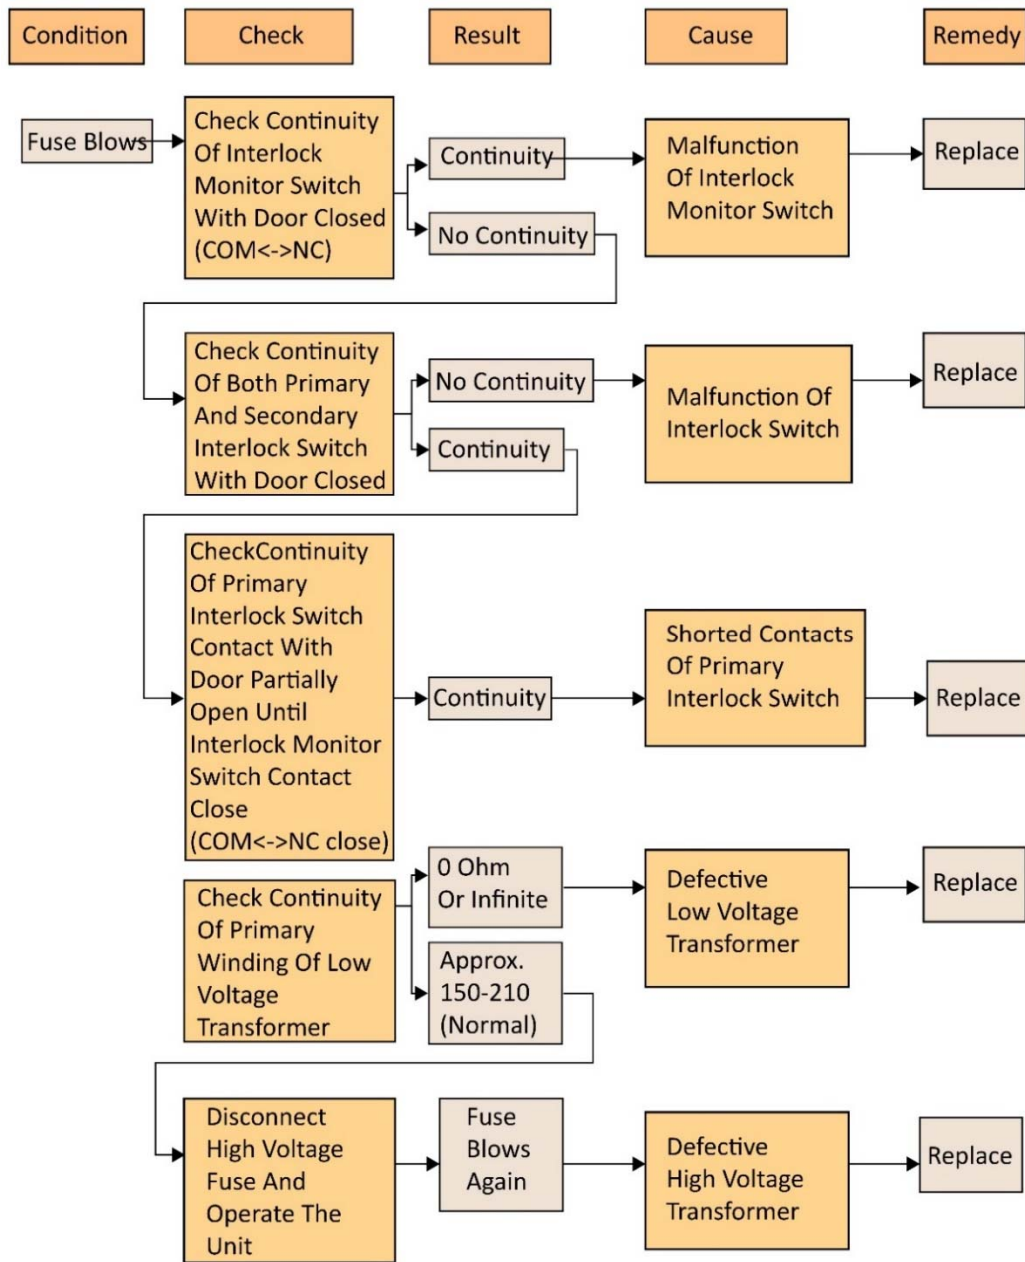 Condition
Check
Result
Cause
Remedy
Fuse Blows
Check Continuity
Of Interlock
Monitor Switch
With Door Closed
(COM<->NC)
Continuity
No Continuity
Malfunction
Of Interlock
Monitor Switch
Replace
Check Continuity
Of Both Primary
And Secondary
Interlock Switch
With Door Closed
No Continuity
Continuity
Malfunction Of
Interlock Switch
Replace
CheckContinuity
Of Primary
Interlock Switch
Contact With
Door Partially
Open Until
Interlock Monitor
Switch Contact
Close
(COM<->NC close)
Continuity
Shorted Contacts
Of Primary
Interlock Switch
Replace
Check Continuity
Of Primary
Winding Of Low
Voltage
Transformer
0 Ohm
Or Infinite
Approx.
150-210
(Normal)
Defective
Low Voltage
Transformer
Replace
Disconnect
High Voltage
Fuse And
Operate The
Unit
Fuse
Blows
Again
Defective
High Voltage
Transformer
Replace